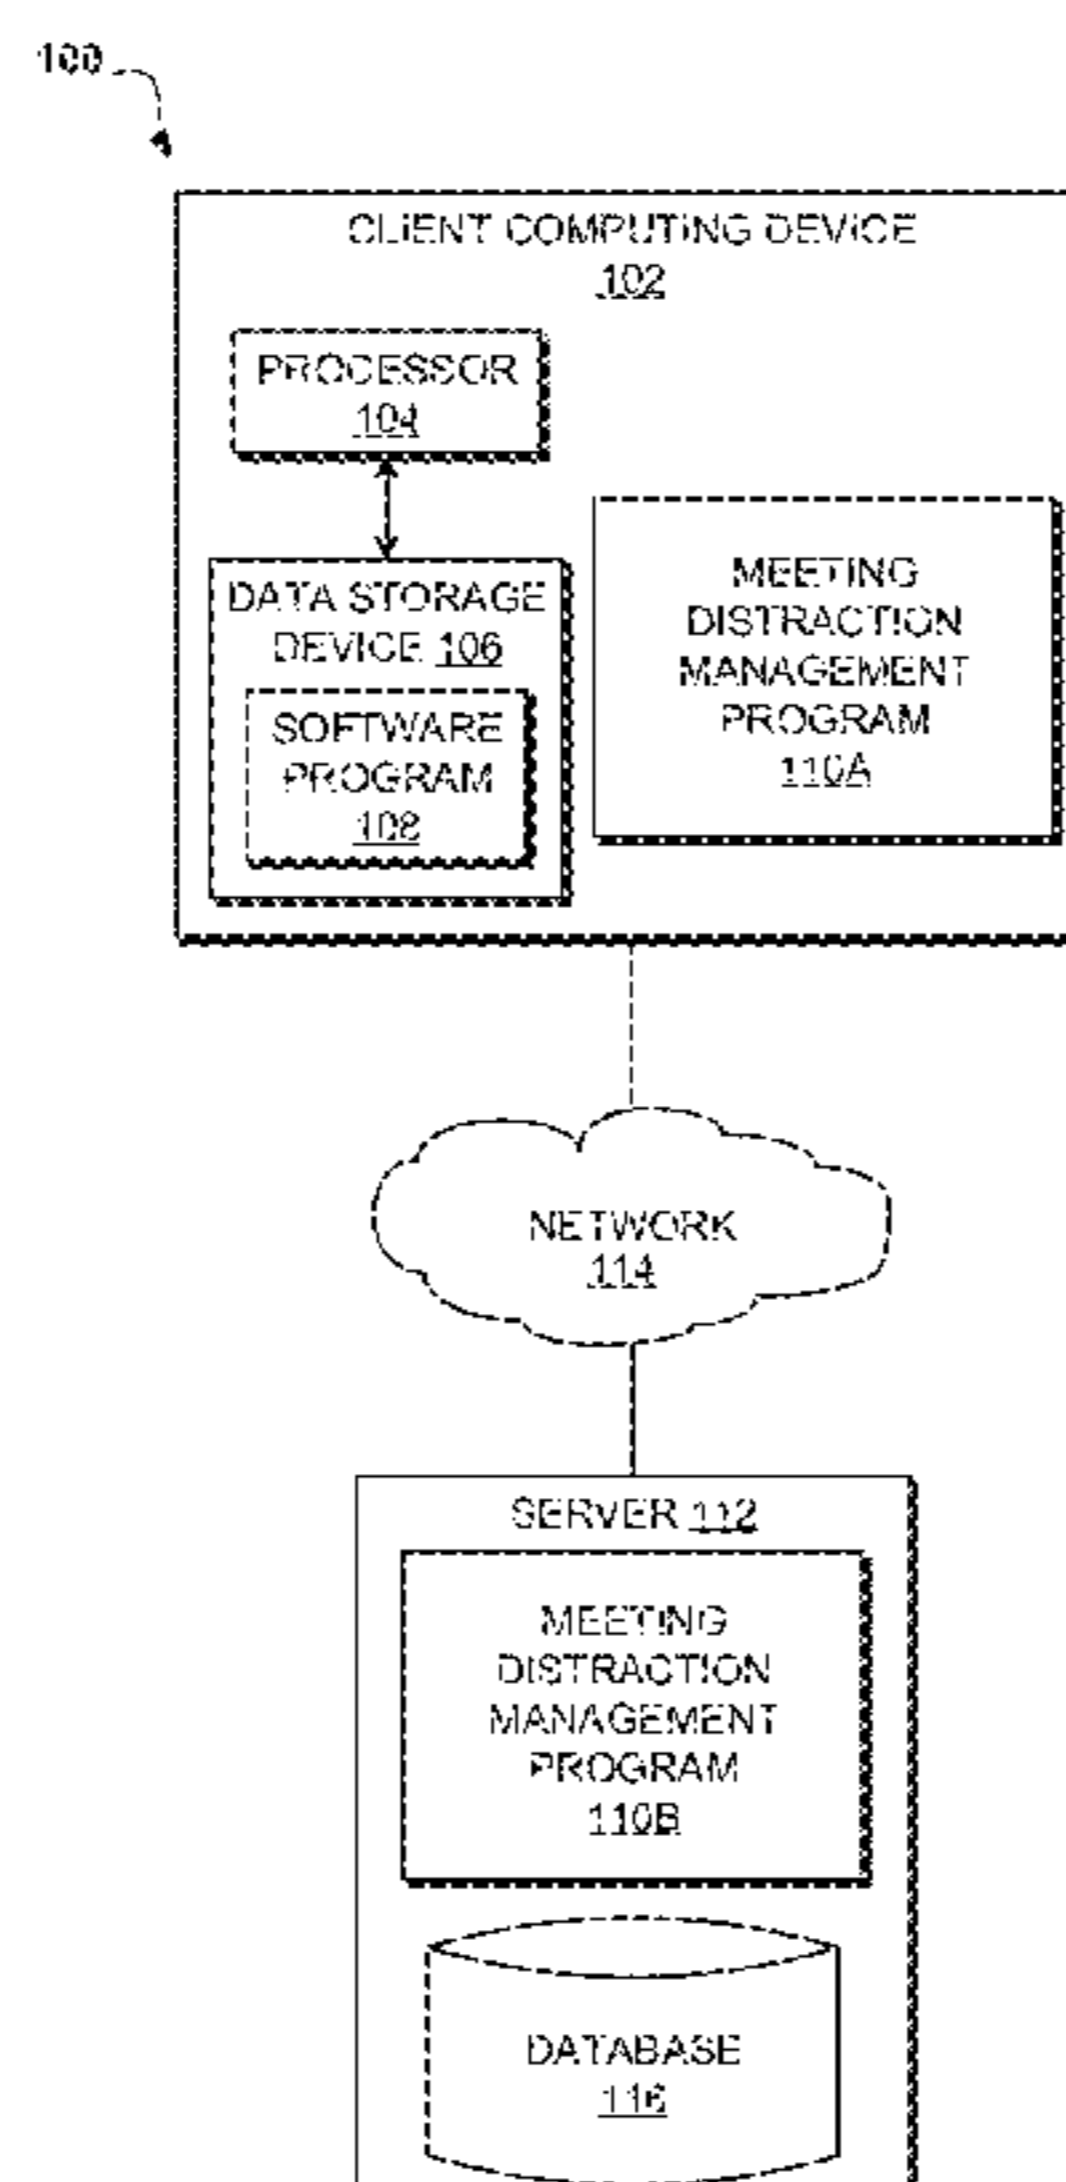 100
CLIENT COMPUTING DEVICE
102
PROCESSOR
104
DATA STORAGE
DEVICE 106
SOFTWARE
PROGRAM
108
MEETING
DISTRACTION
MANAGEMENT
PROGRAM
110A
NETWORK
114
SERVER 112
MEETING
DISTRACTION
MANAGEMENT
PROGRAM
110B
DATABASE
116